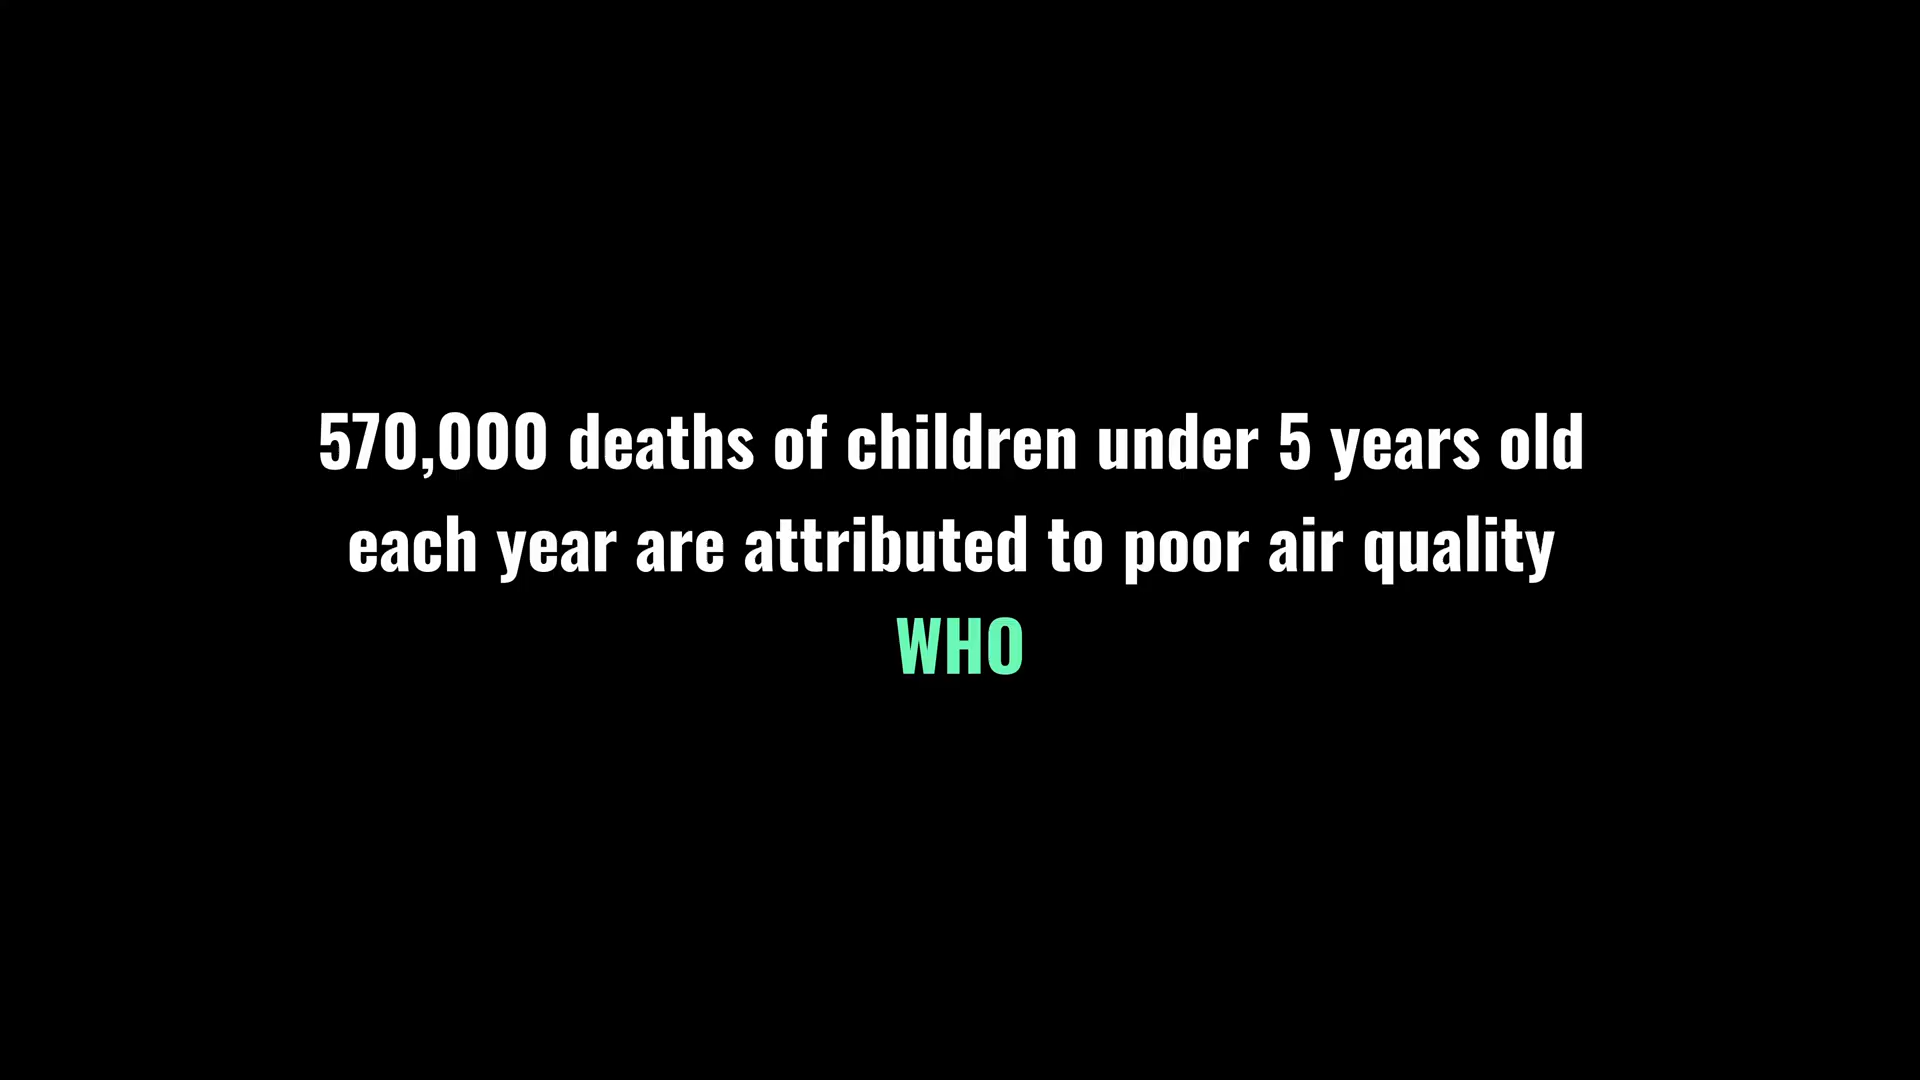 570,000 deaths of children under 5 years old
each year are attributed to poor air quality
WHO